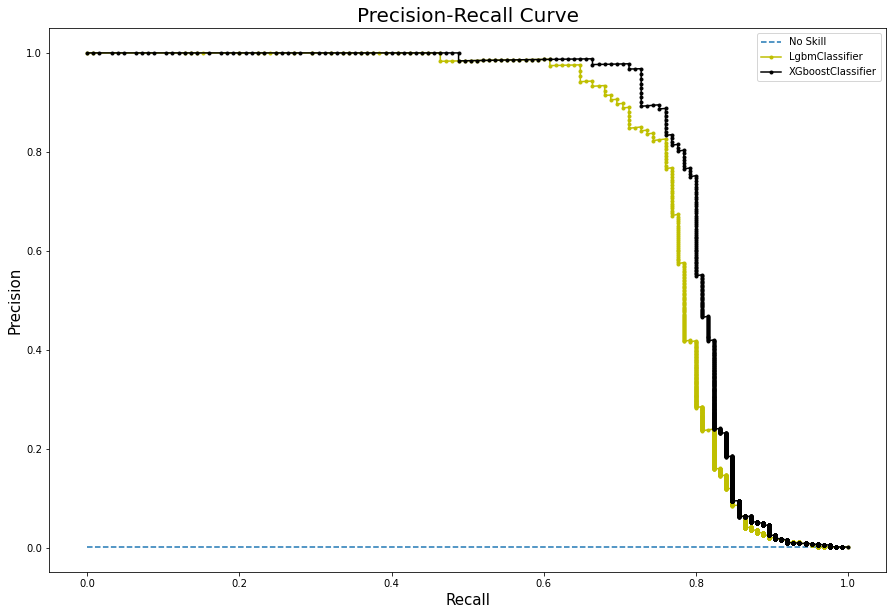 Precision-Recall Curve
No Skill
LgbmClassifier
XGboostClassifier
1.0
0.8
0.6
0.4
0.2
0.0
Precision
0.0 0.2 0.4 0.6 0.8 1.0
Recall